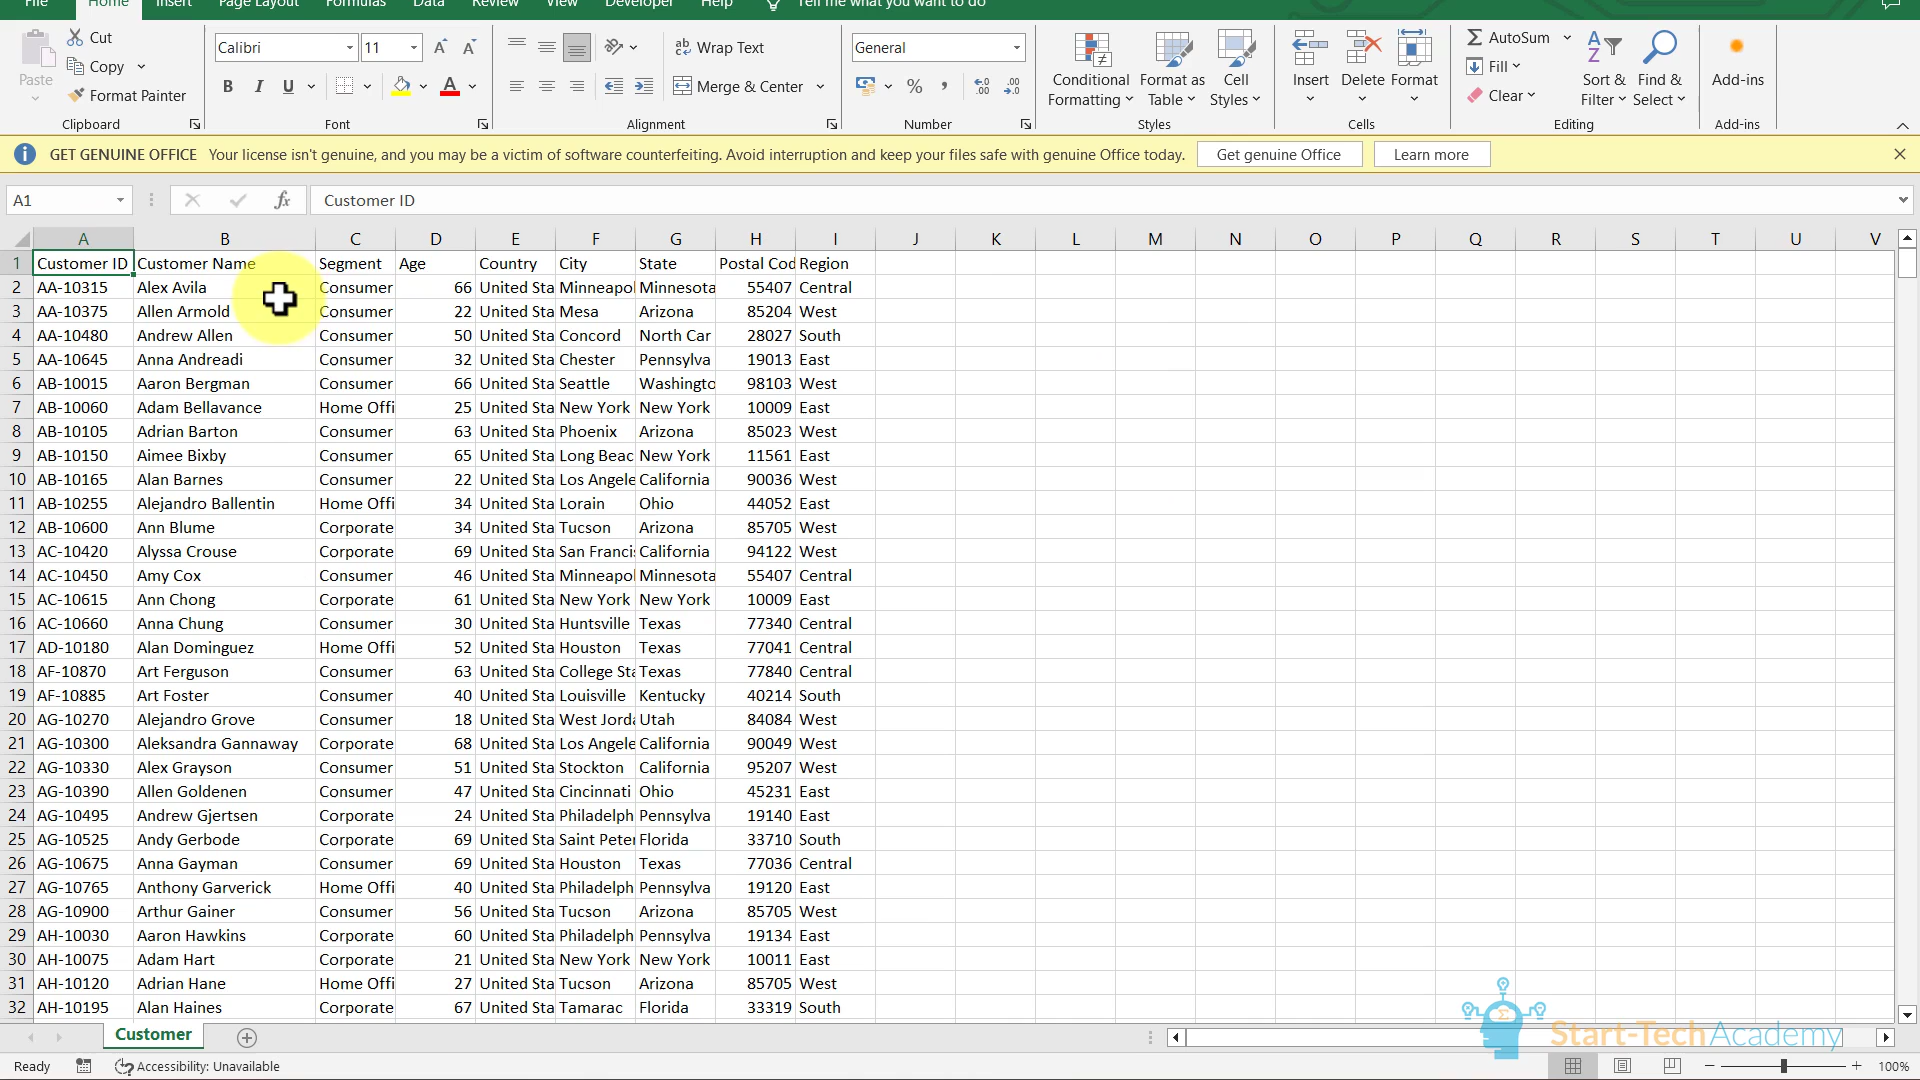 File Home Insert Page Layout Formulas Data Review View Developer Help Tell me what you want to do
Paste Cut Copy Format Painter Clipboard
Calibri 11 B I U A Font
Wrap Text Merge & Center Alignment
General % , Number
Conditional Formatting Format as Table Cell Styles Styles
Insert Delete Format Cells
AutoSum Fill Clear Sort & Filter Find & Select Editing
Add-ins Add-ins
GET GENUINE OFFICE Your license isn't genuine, and you may be a victim of software counterfeiting. Avoid interruption and keep your files safe with genuine Office today. Get genuine Office Learn more
A1 fx Customer ID
A B C D E F G H I J K L M N O P Q R S T U V
1 Customer ID Customer Name Segment Age Country City State Postal Cod Region
2 AA-10315 Alex Avila Consumer 66 United Sta Minneapol Minnesota 55407 Central
3 AA-10375 Allen Armold Consumer 22 United Sta Mesa Arizona 85204 West
4 AA-10480 Andrew Allen Consumer 50 United Sta Concord North Car 28027 South
5 AA-10645 Anna Andreadi Consumer 32 United Sta Chester Pennsylva 19013 East
6 AB-10015 Aaron Bergman Consumer 66 United Sta Seattle Washingto 98103 West
7 AB-10060 Adam Bellavance Home Offi 25 United Sta New York New York 10009 East
8 AB-10105 Adrian Barton Consumer 63 United Sta Phoenix Arizona 85023 West
9 AB-10150 Aimee Bixby Consumer 65 United Sta Long Beac New York 11561 East
10 AB-10165 Alan Barnes Consumer 22 United Sta Los Angele California 90036 West
11 AB-10255 Alejandro Ballentin Home Offi 34 United Sta Lorain Ohio 44052 East
12 AB-10600 Ann Blume Corporate 34 United Sta Tucson Arizona 85705 West
13 AC-10420 Alyssa Crouse Corporate 69 United Sta San Francis California 94122 West
14 AC-10450 Amy Cox Consumer 46 United Sta Minneapol Minnesota 55407 Central
15 AC-10615 Ann Chong Corporate 61 United Sta New York New York 10009 East
16 AC-10660 Anna Chung Consumer 30 United Sta Huntsville Texas 77340 Central
17 AD-10180 Alan Dominguez Home Offi 52 United Sta Houston Texas 77041 Central
18 AF-10870 Art Ferguson Consumer 63 United Sta College Sta Texas 77840 Central
19 AF-10885 Art Foster Consumer 40 United Sta Louisville Kentucky 40214 South
20 AG-10270 Alejandro Grove Consumer 18 United Sta West Jorda Utah 84084 West
21 AG-10300 Aleksandra Gannaway Corporate 68 United Sta Los Angele California 90049 West
22 AG-10330 Alex Grayson Consumer 51 United Sta Stockton California 95207 West
23 AG-10390 Allen Goldenen Consumer 47 United Sta Cincinnati Ohio 45231 East
24 AG-10495 Andrew Gjertsen Corporate 24 United Sta Philadelph Pennsylva 19140 East
25 AG-10525 Andy Gerbode Corporate 69 United Sta Saint Peter Florida 33710 South
26 AG-10675 Anna Gayman Consumer 69 United Sta Houston Texas 77036 Central
27 AG-10765 Anthony Garverick Home Offi 40 United Sta Philadelph Pennsylva 19120 East
28 AG-10900 Arthur Gainer Consumer 56 United Sta Tucson Arizona 85705 West
29 AH-10030 Aaron Hawkins Corporate 60 United Sta Philadelph Pennsylva 19134 East
30 AH-10075 Adam Hart Corporate 21 United Sta New York New York 10011 East
31 AH-10120 Adrian Hane Home Offi 27 United Sta Tucson Arizona 85705 West
32 AH-10195 Alan Haines Corporate 67 United Sta Tamarac Florida 33319 South
Customer
Start-Tech Academy
Ready Accessibility: Unavailable 100%